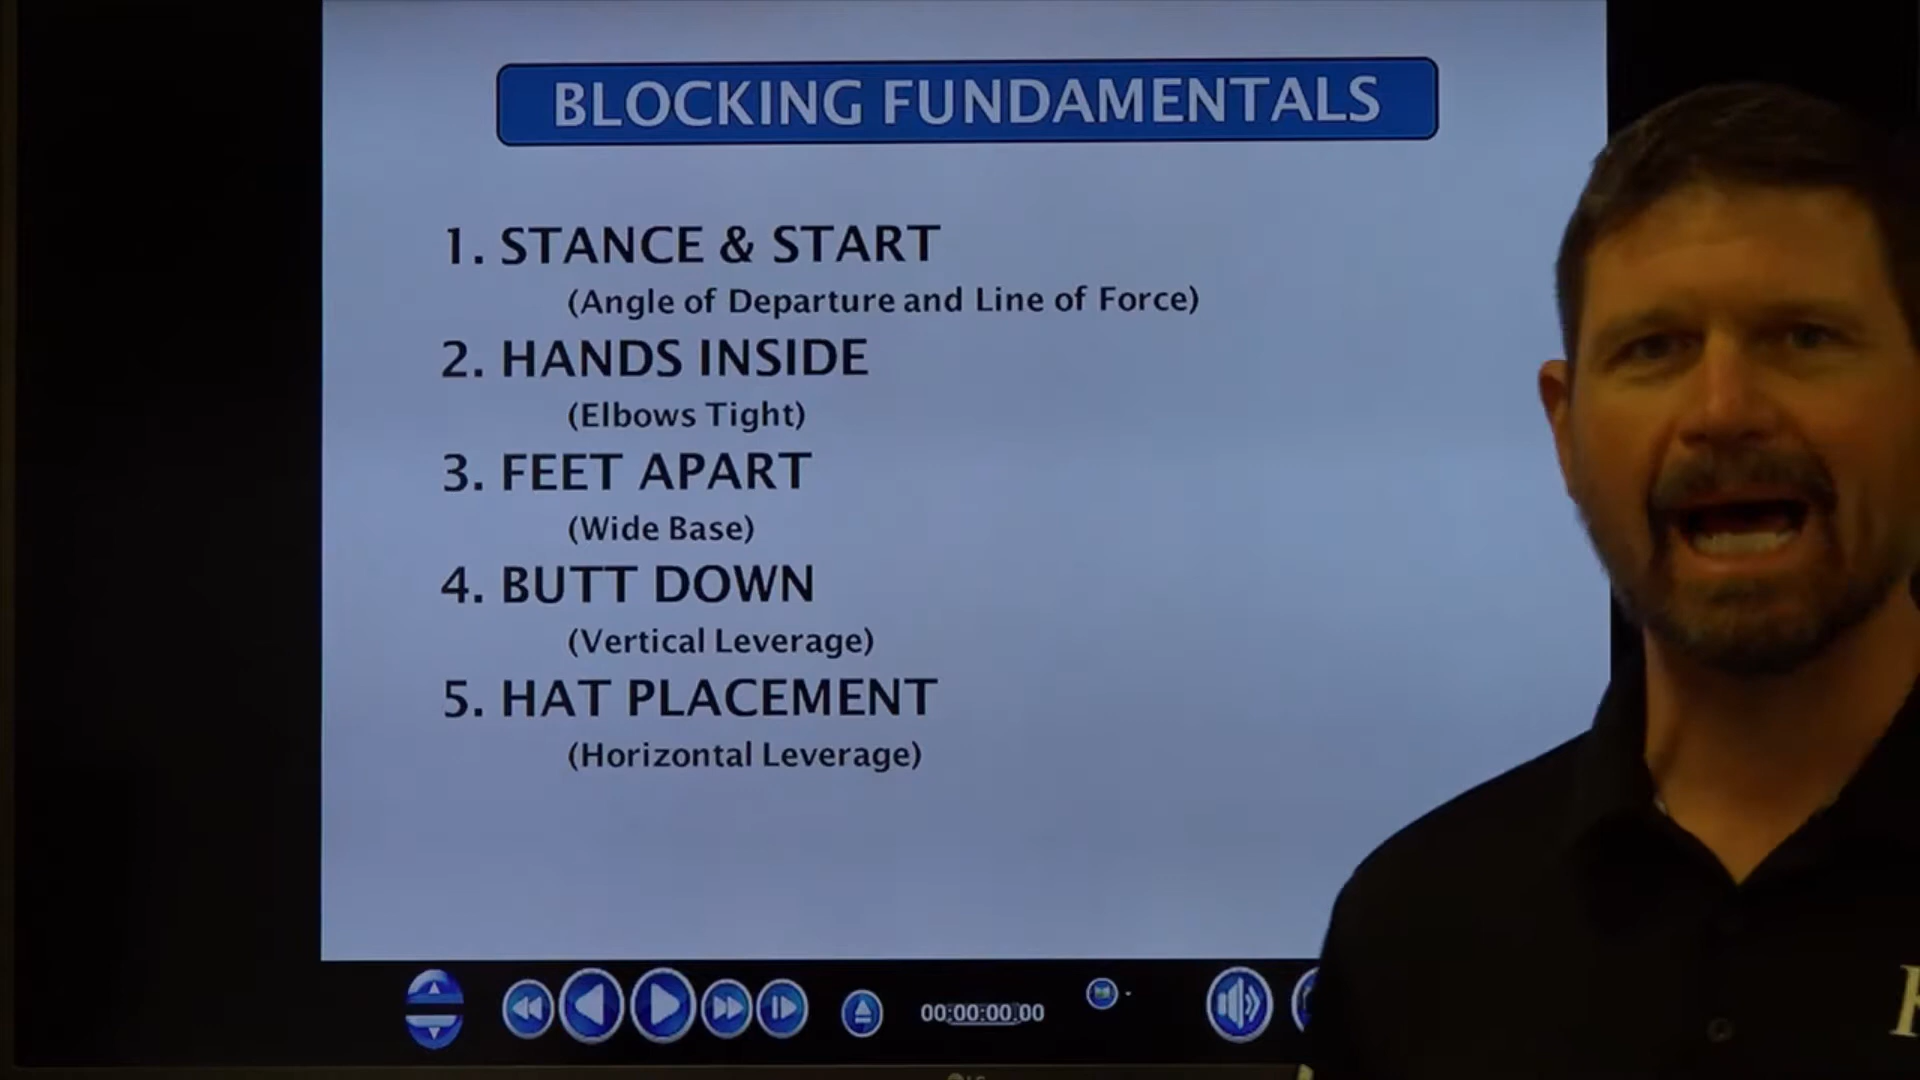 BLOCKING FUNDAMENTALS
1. STANCE & START
(Angle of Departure and Line of Force)
2. HANDS INSIDE
(Elbows Tight)
3. FEET APART
(Wide Base)
4. BUTT DOWN
(Vertical Leverage)
5. HAT PLACEMENT
(Horizontal Leverage)
00:00:00.00